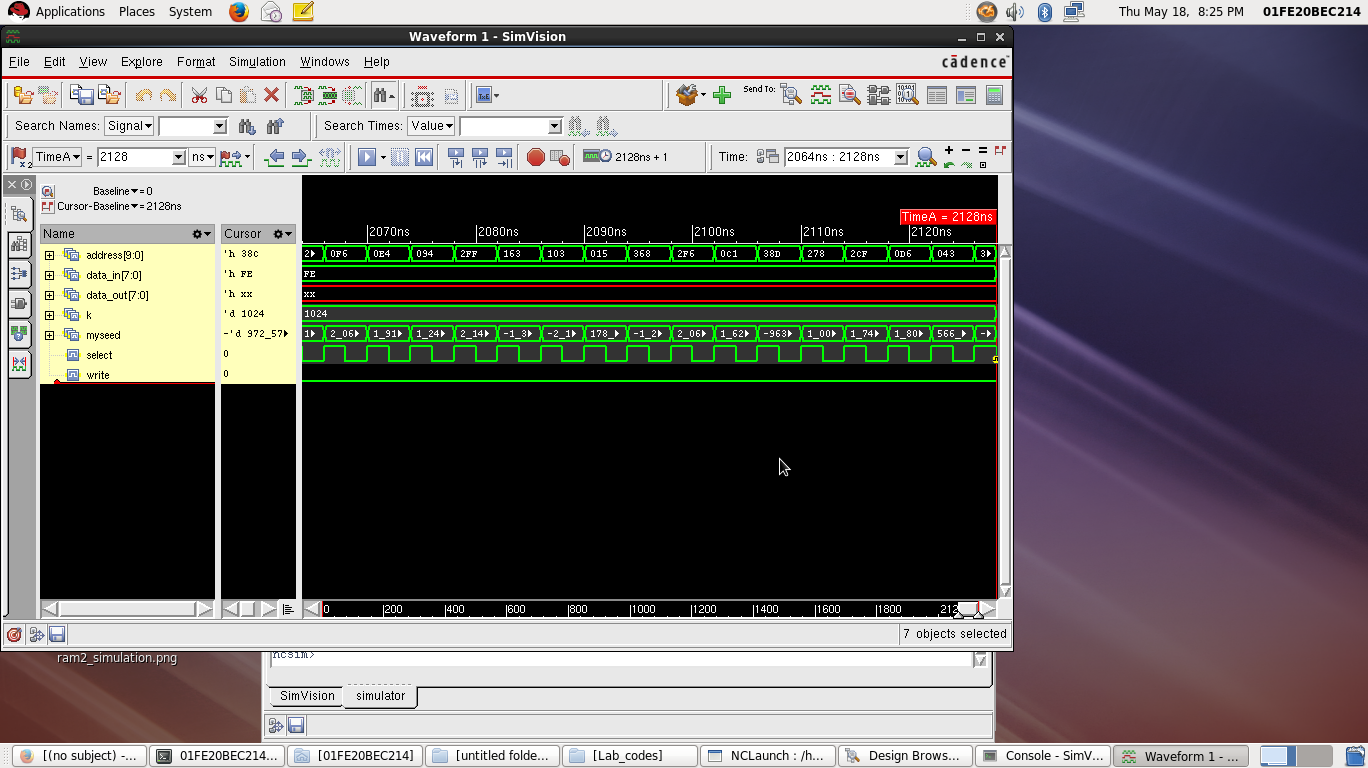 Applications Places System Thu May 18, 8:25 PM 01FE20BEC214
Waveform 1 - SimVision
File Edit View Explore Format Simulation Windows Help cādence
Send To:
Search Names: Signal Search Times: Value
TimeA = 2128 ns 2128ns + 1 Time: 2064ns : 2128ns
Baseline = 0
Cursor-Baseline = 2128ns
TimeA = 2128ns
2070ns 2080ns 2090ns 2100ns 2110ns 2120ns
Name Cursor
address[9:0] 'h 38C 2 0F6 0E4 094 2FF 163 103 015 368 2F6 0C1 38D 278 2CF 0D6 043 3
data_in[7:0] 'h FE FE
data_out[7:0] 'h xx xx
k 'd 1024 1024
myseed -'d 972_57 1 2_06 1_91 1_24 2_14 -1_3 -2_1 178_ -1_2 2_06 1_62 -963 1_00 1_74 1_80 566_ -
select 0
write 0
0 200 400 600 800 1000 1200 1400 1600 1800 212
7 objects selected
ram2_simulation.png
ncsim>
SimVision simulator
[(no subject) -... 01FE20BEC214... [01FE20BEC214] [untitled folde... [Lab_codes] NCLaunch : /h... Design Brows... Console - SimV... Waveform 1 - ...